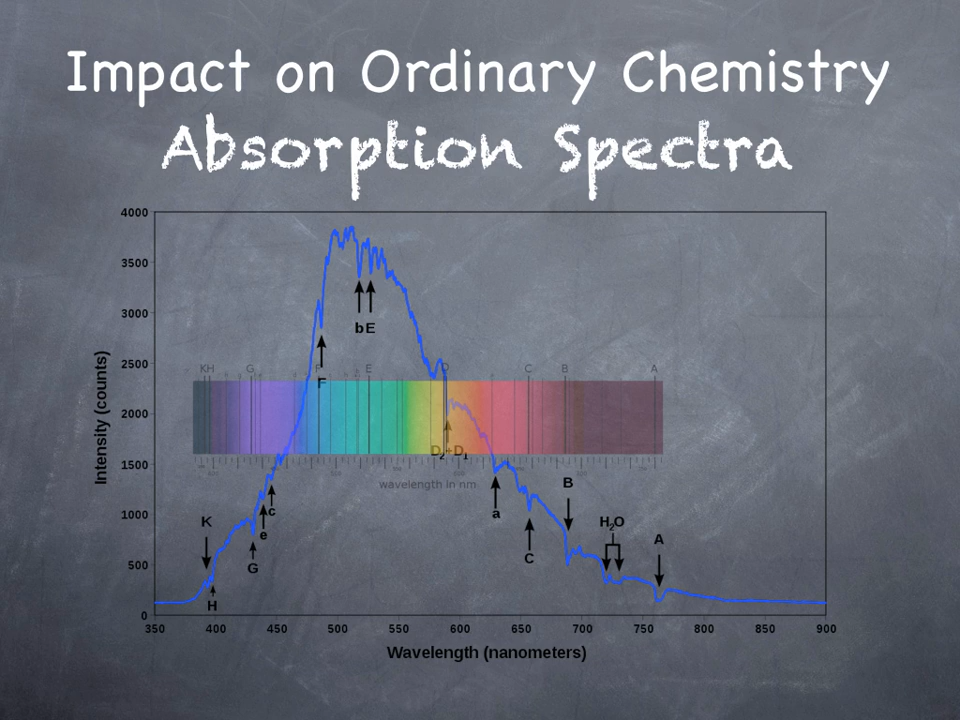 Impact on Ordinary Chemistry
Absorption Spectra
4000
3500
3000
2500
2000
1500
1000
500
0
Intensity (counts)
b E
F
KH G F E D C B A
D2+D1
wavelength in nm
K
H
G
e
c
a
C
B
H2O
A
350 400 450 500 550 600 650 700 750 800 850 900
Wavelength (nanometers)